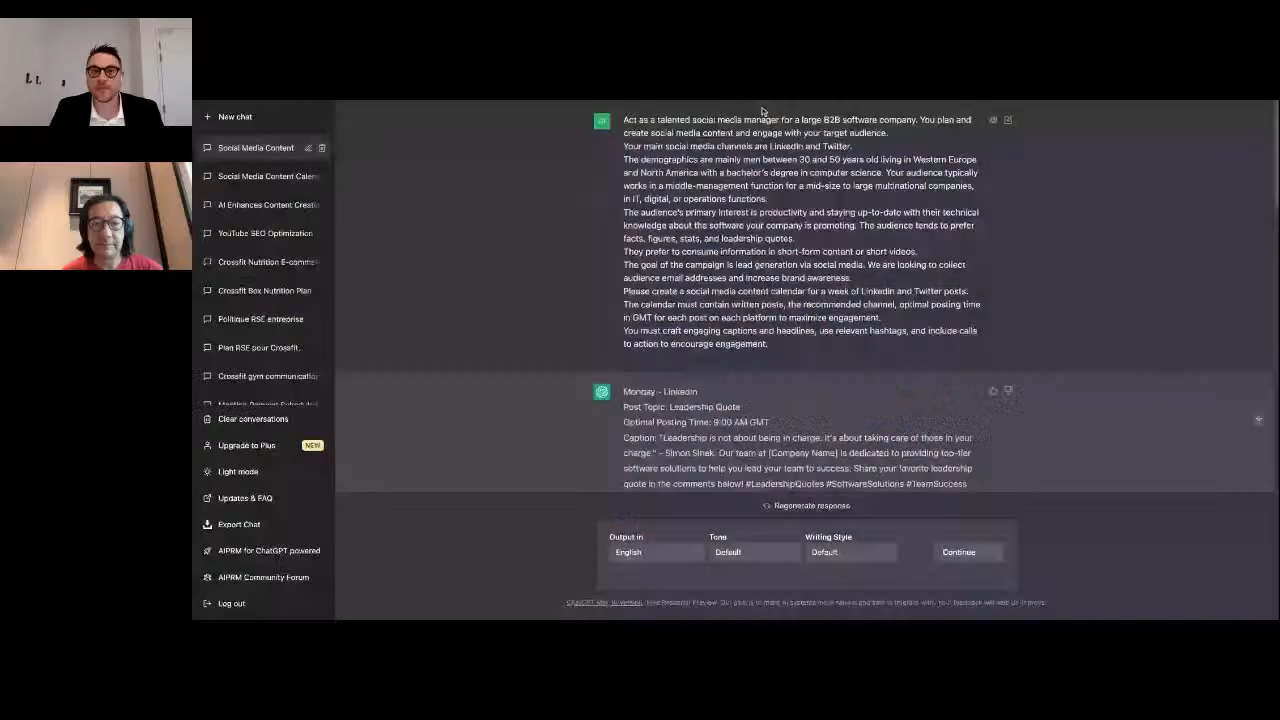 New chat
Social Media Content
Social Media Content Calen
AI Enhances Content Creatio
YouTube SEO Optimization
Crossfit Nutrition E-comme
Crossfit Box Nutrition Plan
Politique RSE entreprise
Plan RSE pour Crossfit.
Crossfit gym communication
Clear conversations
Upgrade to Plus NEW
Light mode
Updates & FAQ
Export Chat
AIPRM for ChatGPT powered
AIPRM Community Forum
Log out
Act as a talented social media manager for a large B2B software company. You plan and
create social media content and engage with your target audience.
Your main social media channels are LinkedIn and Twitter.
The demographics are mainly men between 30 and 50 years old living in Western Europe
and North America with a bachelor's degree in computer science. Your audience typically
works in a middle-management function for a mid-size to large multinational companies,
in IT, digital, or operations functions.
The audience's primary interest is productivity and staying up-to-date with their technical
knowledge about the software your company is promoting. The audience tends to prefer
facts, figures, stats, and leadership quotes.
They prefer to consume information in short-form content or short videos.
The goal of the campaign is lead generation via social media. We are looking to collect
audience email addresses and increase brand awareness.
Please create a social media content calendar for a week of LinkedIn and Twitter posts.
The calendar must contain written posts, the recommended channel, optimal posting time
in GMT for each post on each platform to maximize engagement.
You must craft engaging captions and headlines, use relevant hashtags, and include calls
to action to encourage engagement.
Monday - LinkedIn
Post Topic: Leadership Quote
Optimal Posting Time: 9:00 AM GMT
Caption: "Leadership is not about being in charge. It's about taking care of those in your
charge." - Simon Sinek. Our team at [Company Name] is dedicated to providing top-tier
software solutions to help you lead your team to success. Share your favorite leadership
quote in the comments below! #LeadershipQuotes #SoftwareSolutions #TeamSuccess
Regenerate response
Output in Tone Writing Style
English Default Default Continue